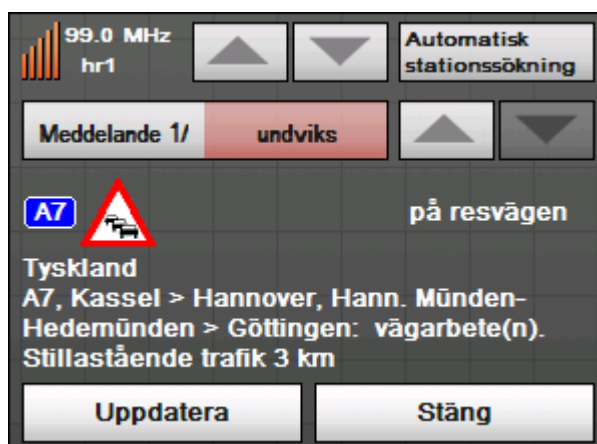 99.0 MHz
hr1
Automatisk
stationssökning
Meddelande 1/
undviks
A7
på resvägen
Tyskland
A7, Kassel > Hannover, Hann. Münden-
Hedemünden > Göttingen: vägarbete(n).
Stillastående trafik 3 km
Uppdatera
Stäng